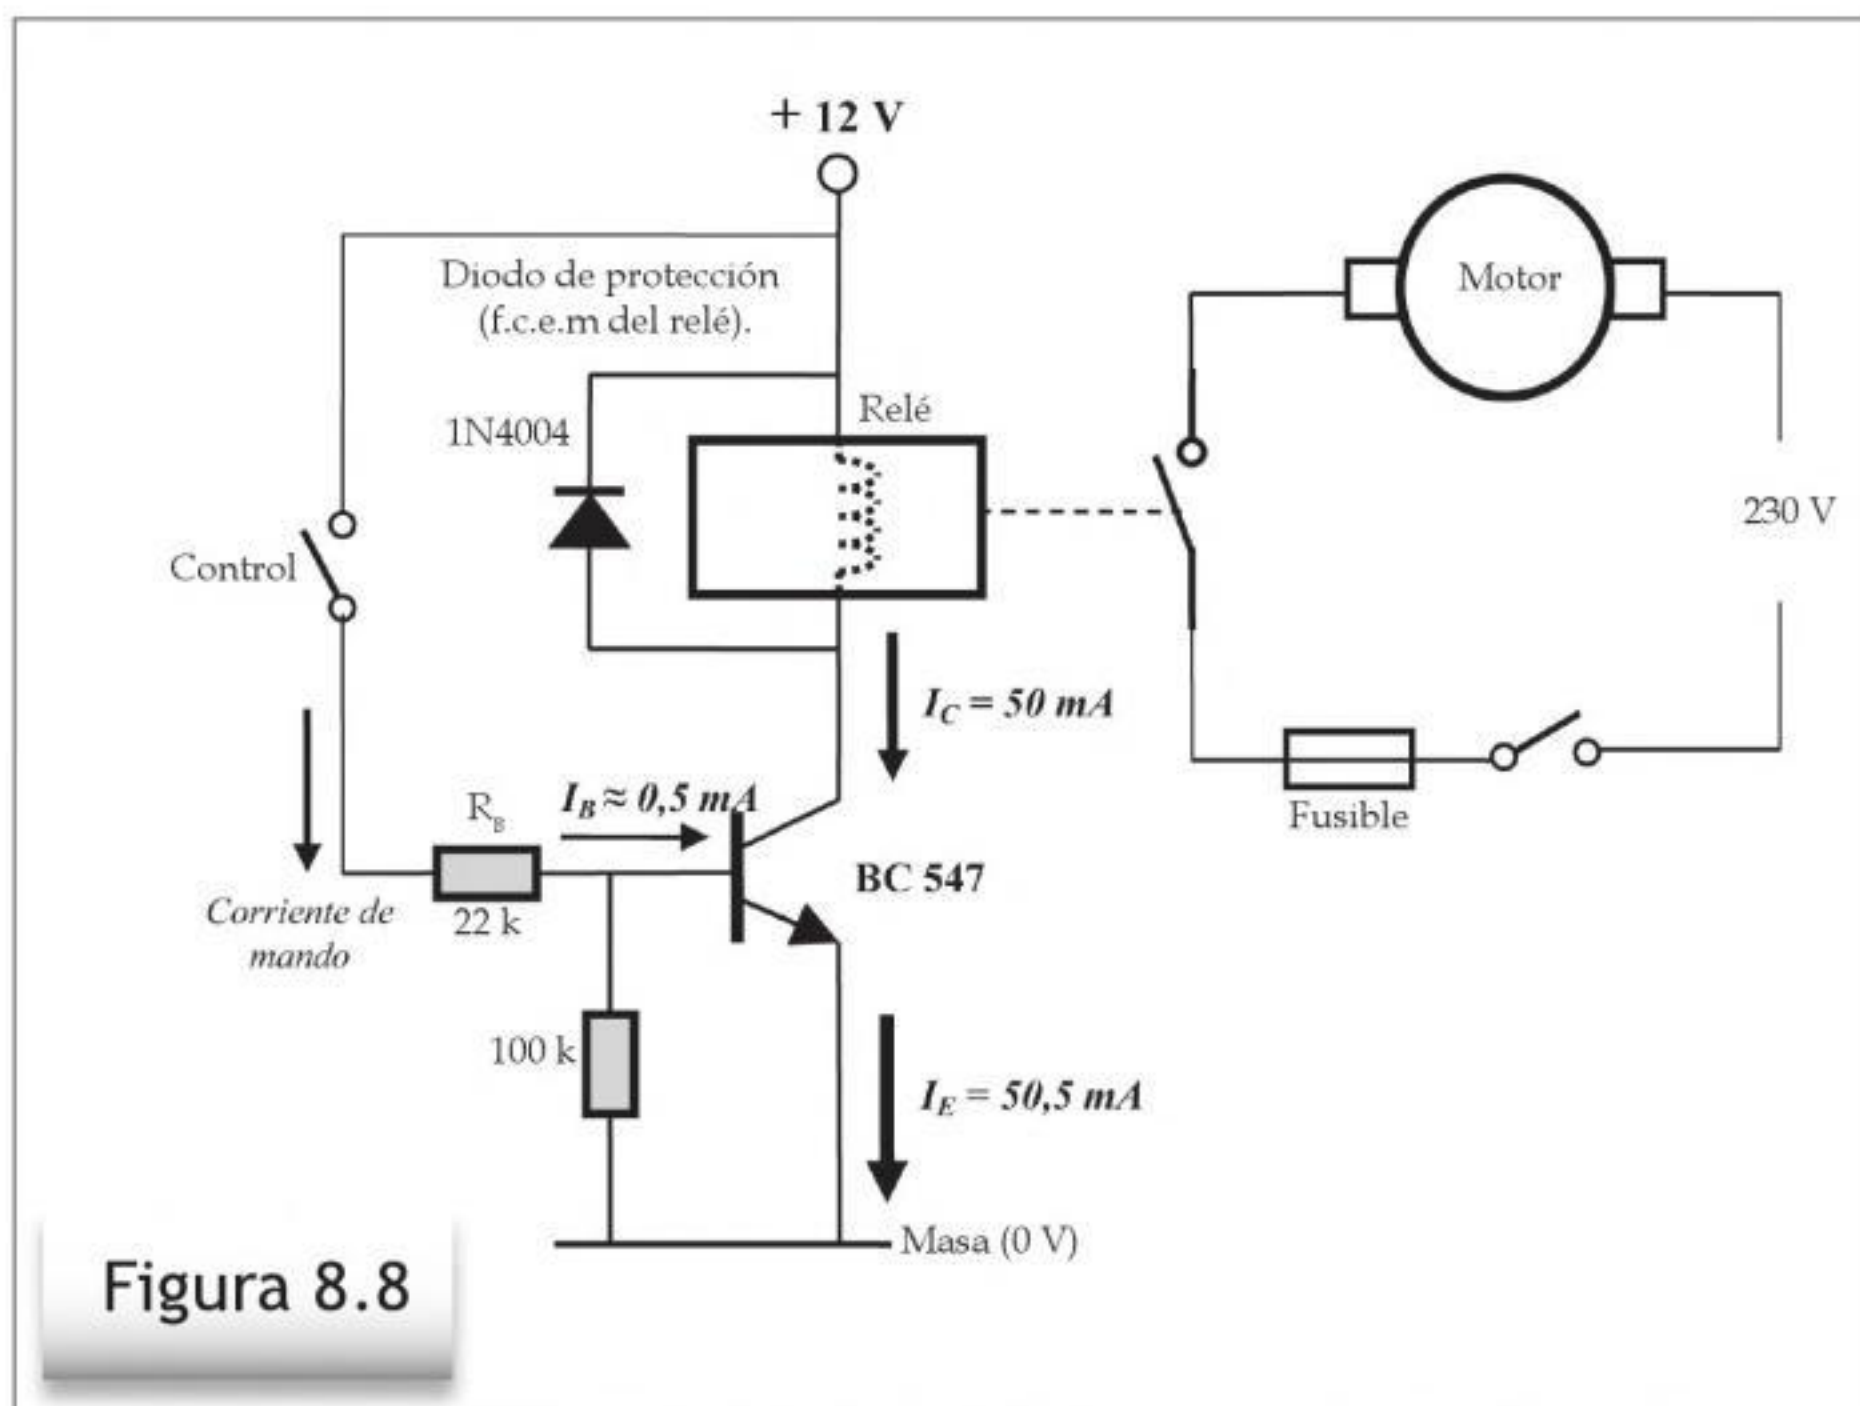 + 12 V
Diodo de protección
(f.c.e.m del relé).
Motor
1N4004
Relé
230 V
Control
I_C = 50 mA
R_B
I_B ≈ 0,5 mA
Fusible
BC 547
22 k
Corriente de
mando
100 k
I_E = 50,5 mA
Masa (0 V)
Figura 8.8